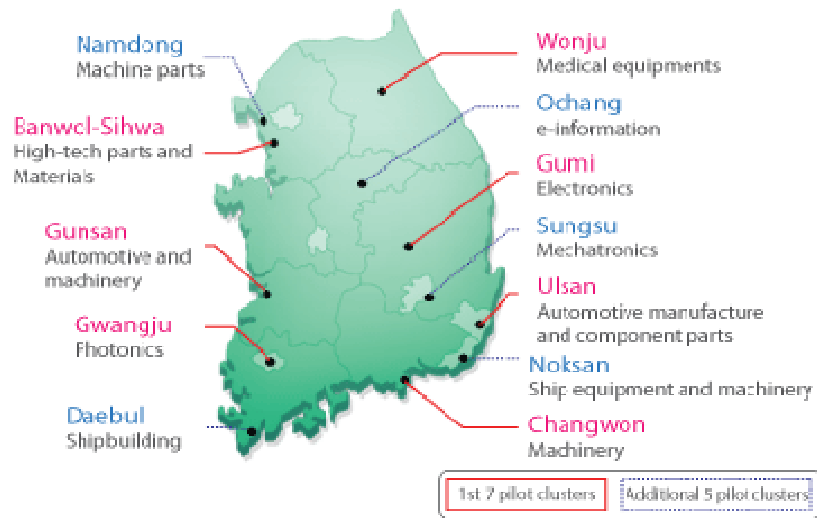 Namdong
Machine parts
Banwol-Sihwa
High-tech parts and
Materials
Gunsan
Automotive and
machinery
Gwangju
Photonics
Daebul
Shipbuilding
Wonju
Medical equipments
Ochang
e-information
Gumi
Electronics
Sungsu
Mechatronics
Ulsan
Automotive manufacture
and component parts
Noksan
Ship equipment and machinery
Changwon
Machinery
1st 7 pilot clusters
Additional 5 pilot clusters